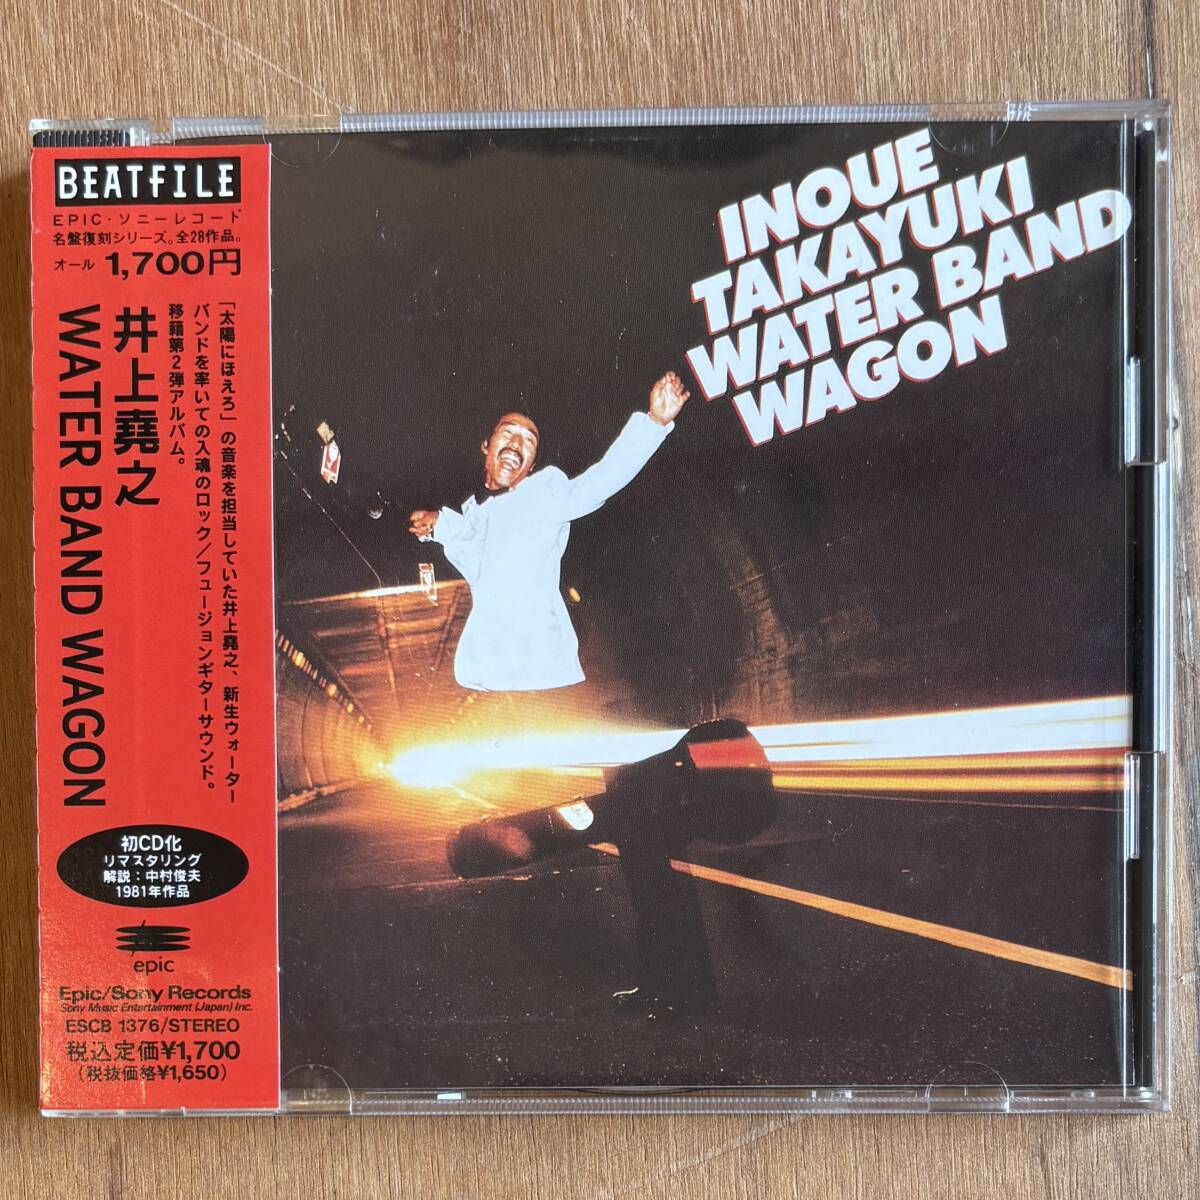 BEATFILE
EPIC・ソニーレコード
名盤復刻シリーズ。全28作品。
オール 1,700円
「太陽にほえろ」の音楽を担当していた井上堯之、新生ウォーター
バンドを率いての入魂のロック/フュージョンギターサウンド。
移籍第2弾アルバム。
井上堯之
WATER BAND WAGON
初CD化
リマスタリング
解説：中村俊夫
1981年作品
epic
Epic/Sony Records
Sony Music Entertainment (Japan) Inc.
ESCB 1376/STEREO
税込定価¥1,700
(税抜価格¥1,650)
INOUE
TAKAYUKI
WATER BAND
WAGON